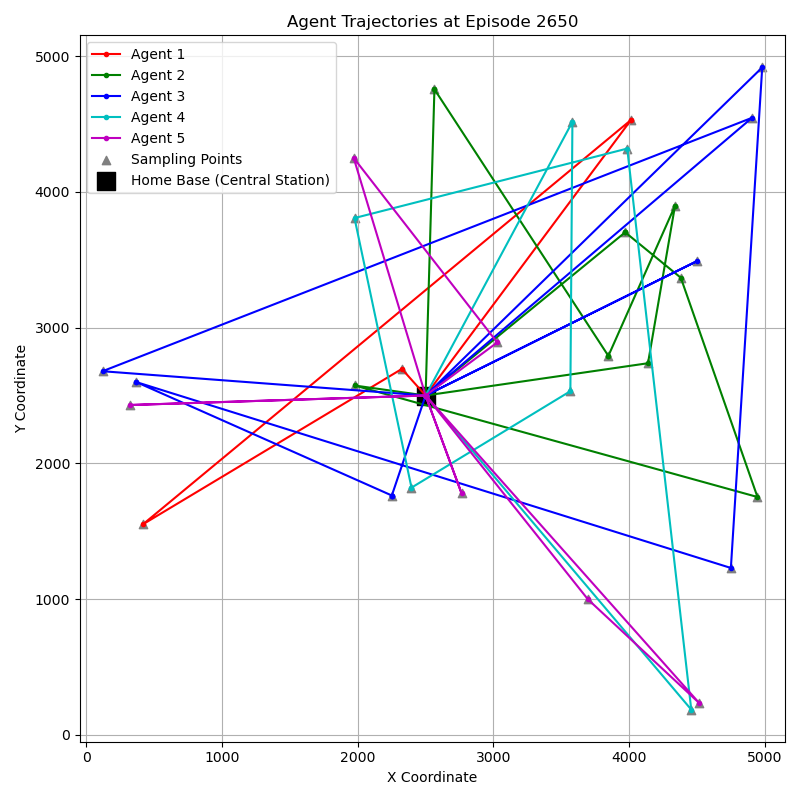 Agent Trajectories at Episode 2650
Agent 1
Agent 2
Agent 3
Agent 4
Agent 5
Sampling Points
Home Base (Central Station)
Y Coordinate
5000
4000
3000
2000
1000
0
0 1000 2000 3000 4000 5000
X Coordinate